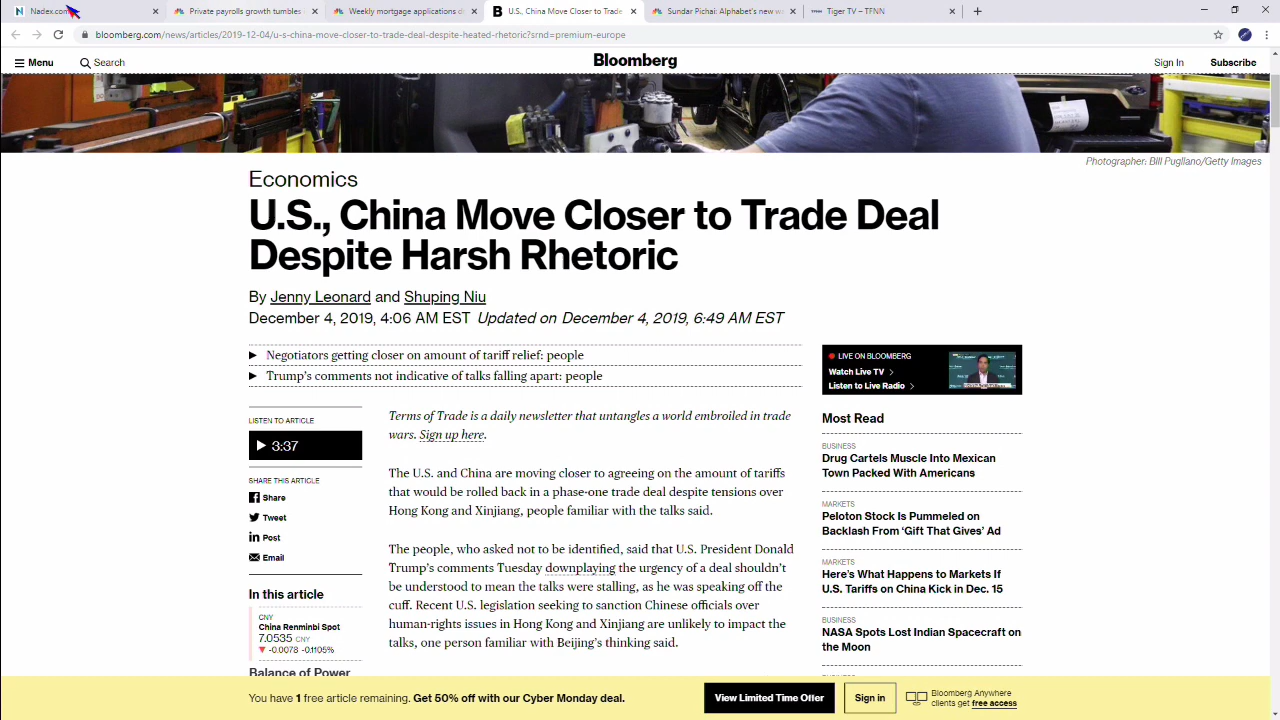 Nadex.com
Private payrolls growth tumbles
Weekly mortgage applications d
U.S., China Move Closer to Trade
Sundar Pichai: Alphabet's new
Tiger TV – TFNN
bloomberg.com/news/articles/2019-12-04/u-s-china-move-closer-to-trade-deal-despite-heated-rhetoric?srnd=premium-europe
Menu
Search
Bloomberg
Sign In
Subscribe
Photographer: Bill Pugliano/Getty Images
Economics
U.S., China Move Closer to Trade Deal
Despite Harsh Rhetoric
By Jenny Leonard and Shuping Niu
December 4, 2019, 4:06 AM EST Updated on December 4, 2019, 6:49 AM EST
Negotiators getting closer on amount of tariff relief: people
Trump's comments not indicative of talks falling apart: people
LISTEN TO ARTICLE
3:37
SHARE THIS ARTICLE
Share
Tweet
Post
Email
In this article
CNY
China Renminbi Spot
7.0535 CNY
▼ -0.0078 -0.1105%
Balance of Power
Terms of Trade is a daily newsletter that untangles a world embroiled in trade
wars. Sign up here.
The U.S. and China are moving closer to agreeing on the amount of tariffs
that would be rolled back in a phase-one trade deal despite tensions over
Hong Kong and Xinjiang, people familiar with the talks said.
The people, who asked not to be identified, said that U.S. President Donald
Trump's comments Tuesday downplaying the urgency of a deal shouldn't
be understood to mean the talks were stalling, as he was speaking off the
cuff. Recent U.S. legislation seeking to sanction Chinese officials over
human-rights issues in Hong Kong and Xinjiang are unlikely to impact the
talks, one person familiar with Beijing's thinking said.
LIVE ON BLOOMBERG
Watch Live TV
Listen to Live Radio
Most Read
BUSINESS
Drug Cartels Muscle Into Mexican
Town Packed With Americans
MARKETS
Peloton Stock Is Pummeled on
Backlash From 'Gift That Gives' Ad
MARKETS
Here's What Happens to Markets If
U.S. Tariffs on China Kick in Dec. 15
BUSINESS
NASA Spots Lost Indian Spacecraft on
the Moon
You have 1 free article remaining. Get 50% off with our Cyber Monday deal.
View Limited Time Offer
Sign in
Bloomberg Anywhere
clients get free access